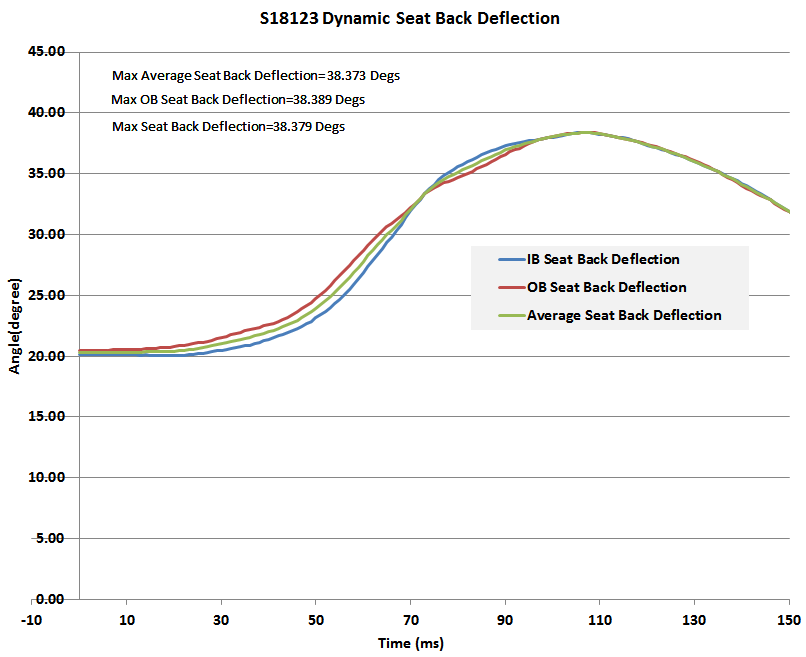 S18123 Dynamic Seat Back Deflection
45.00
Max Average Seat Back Deflection=38.373 Degs
Max OB Seat Back Deflection=38.389 Degs
Max Seat Back Deflection=38.379 Degs
40.00
35.00
30.00
IB Seat Back Deflection
OB Seat Back Deflection
Average Seat Back Deflection
25.00
Angle(degree)
20.00
15.00
10.00
5.00
0.00
-10 10 30 50 70 90 110 130 150
Time (ms)